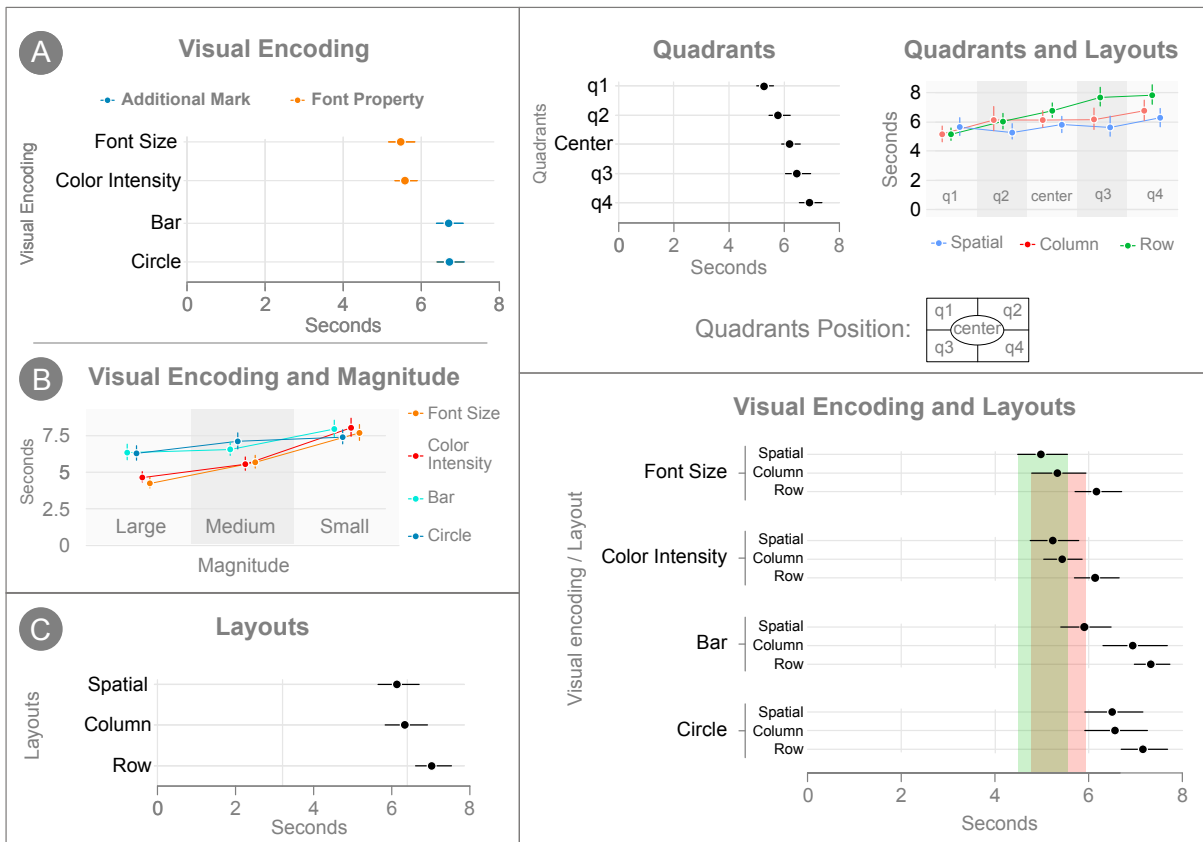 A
Visual Encoding
Additional Mark
Font Property
Visual Encoding
Font Size
Color Intensity
Bar
Circle
0 2 4 6 8
Seconds
B
Visual Encoding and Magnitude
Seconds
7.5
5
2.5
0
Large Medium Small
Magnitude
Font Size
Color
Intensity
Bar
Circle
C
Layouts
Layouts
Spatial
Column
Row
0 2 4 6 8
Seconds
Quadrants
Quadrants
q1
q2
Center
q3
q4
0 2 4 6 8
Seconds
Quadrants and Layouts
Seconds
8
6
4
2
0
q1 q2 center q3 q4
Spatial Column Row
Quadrants Position:
q1 q2
center
q3 q4
Visual Encoding and Layouts
Visual encoding / Layout
Font Size
Spatial
Column
Row
Color Intensity
Spatial
Column
Row
Bar
Spatial
Column
Row
Circle
Spatial
Column
Row
0 2 4 6 8
Seconds